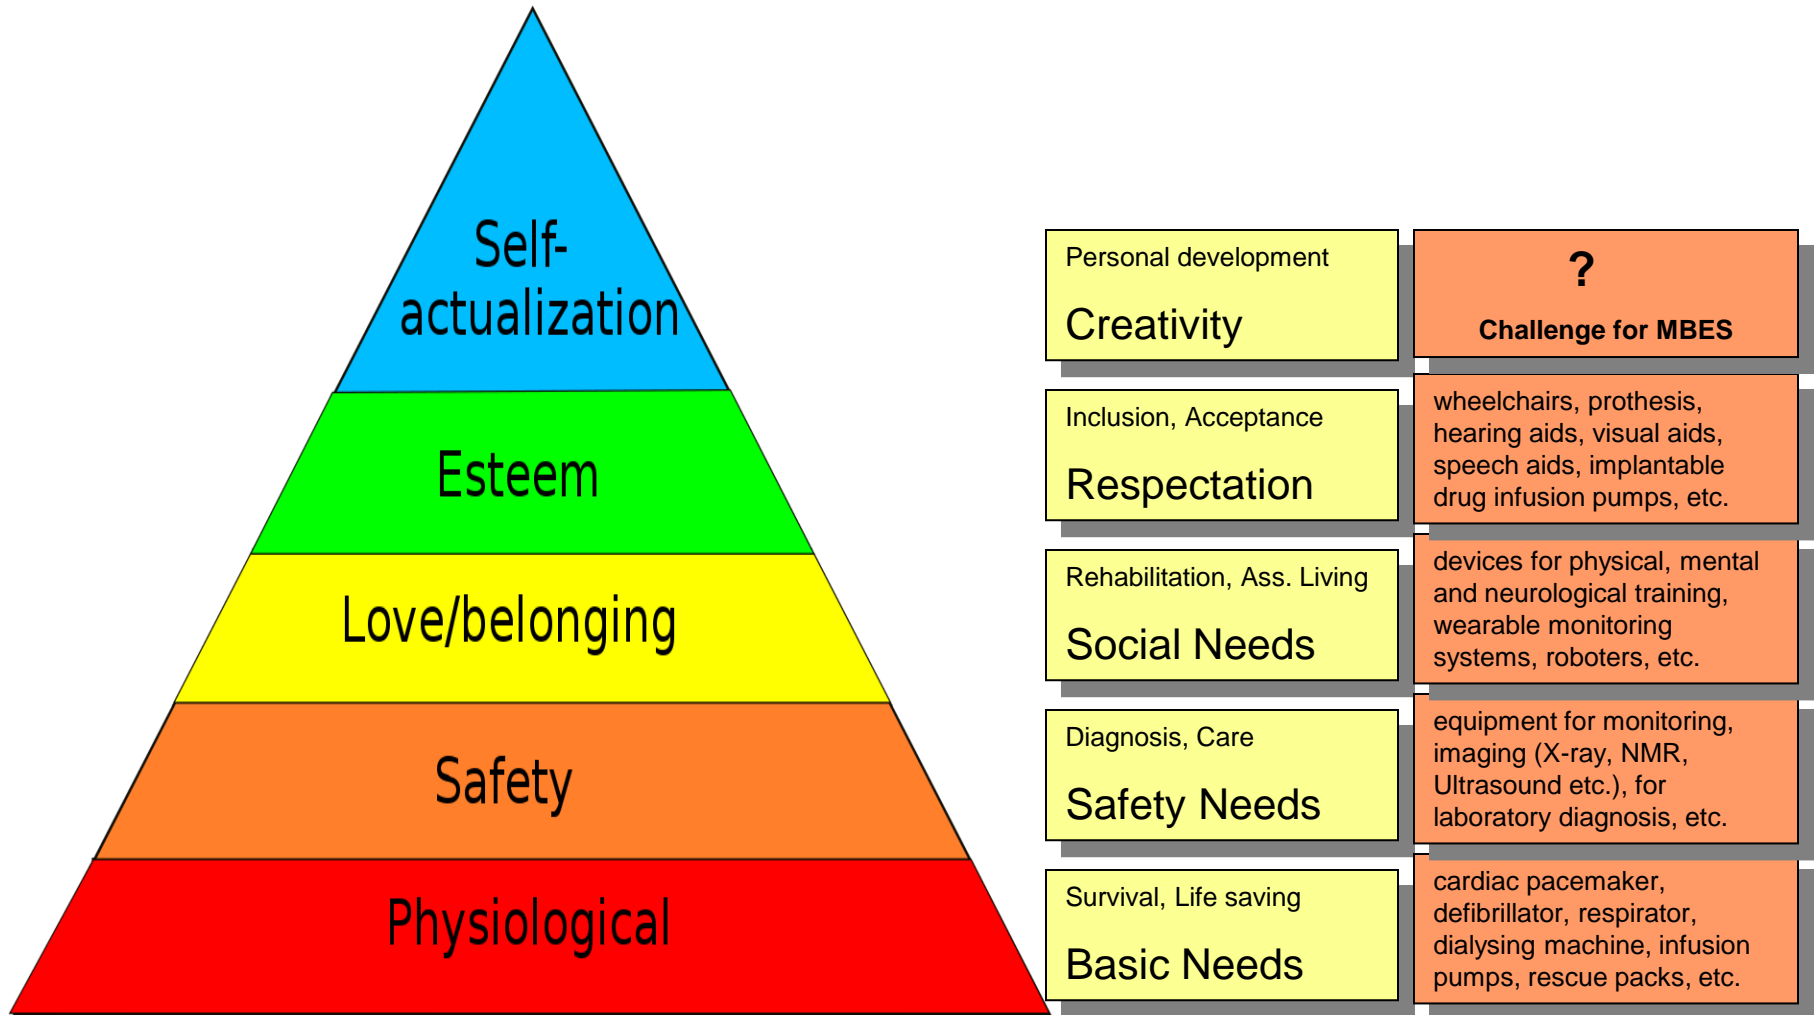 Self-
actualization
Esteem
Love/belonging
Safety
Physiological
Personal development
Creativity
Inclusion, Acceptance
Respectation
Rehabilitation, Ass. Living
Social Needs
Diagnosis, Care
Safety Needs
Survival, Life saving
Basic Needs
?
Challenge for MBES
wheelchairs, prothesis,
hearing aids, visual aids,
speech aids, implantable
drug infusion pumps, etc.
devices for physical, mental
and neurological training,
wearable monitoring
systems, roboters, etc.
equipment for monitoring,
imaging (X-ray, NMR,
Ultrasound etc.), for
laboratory diagnosis, etc.
cardiac pacemaker,
defibrillator, respirator,
dialysing machine, infusion
pumps, rescue packs, etc.